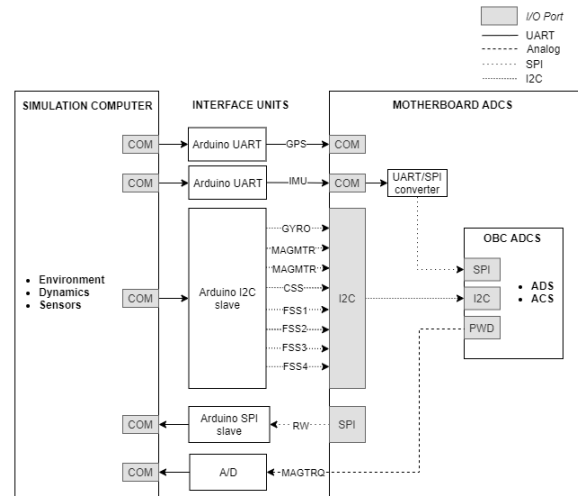 I/O Port
UART
Analog
SPI
I2C
SIMULATION COMPUTER
INTERFACE UNITS
MOTHERBOARD ADCS
COM
Arduino UART
GPS
COM
COM
Arduino UART
IMU
COM
UART/SPI
converter
GYRO
MAGMTR
MAGMTR
CSS
FSS1
FSS2
FSS3
FSS4
COM
Arduino I2C
slave
I2C
Environment
Dynamics
Sensors
OBC ADCS
SPI
I2C
PWD
ADS
ACS
COM
Arduino SPI
slave
RW
SPI
COM
A/D
MAGTRQ